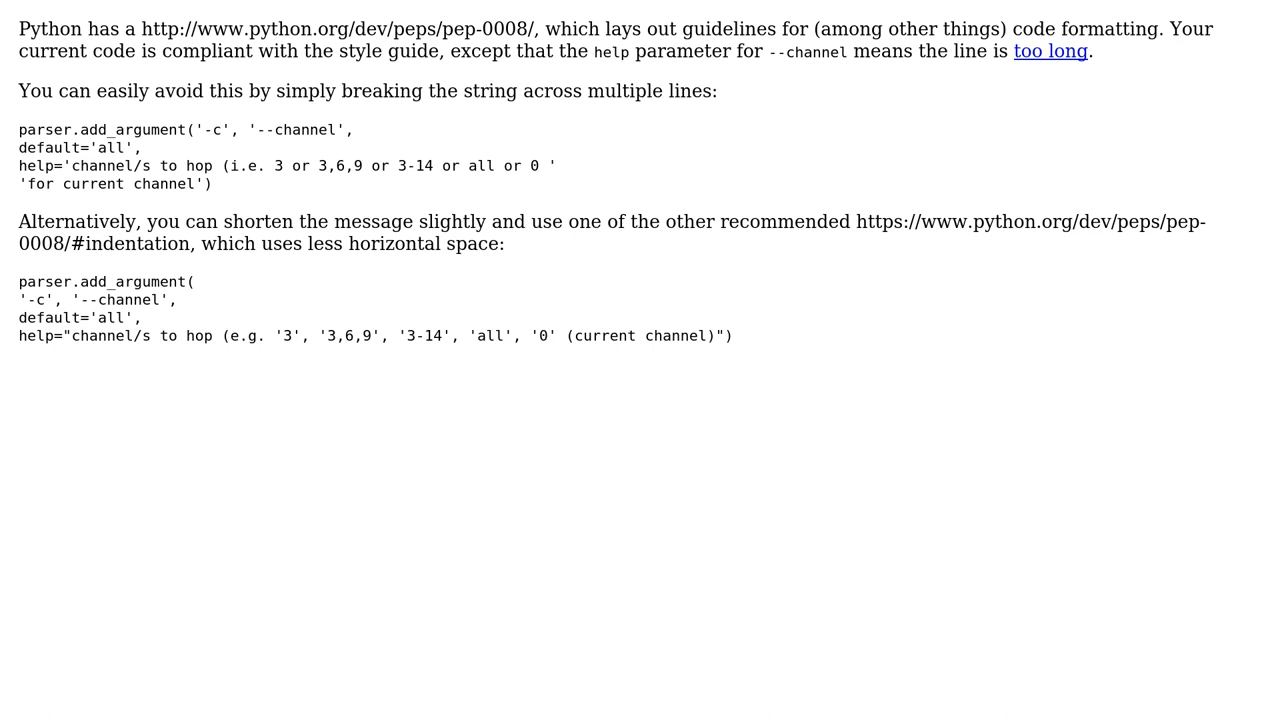 Python has a http://www.python.org/dev/peps/pep-0008/, which lays out guidelines for (among other things) code formatting. Your
current code is compliant with the style guide, except that the help parameter for --channel means the line is too long.
You can easily avoid this by simply breaking the string across multiple lines:
parser.add_argument('-c', '--channel',
default='all',
help='channel/s to hop (i.e. 3 or 3,6,9 or 3-14 or all or 0 '
'for current channel')
Alternatively, you can shorten the message slightly and use one of the other recommended https://www.python.org/dev/peps/pep-
0008/#indentation, which uses less horizontal space:
parser.add_argument(
'-c', '--channel',
default='all',
help="channel/s to hop (e.g. '3', '3,6,9', '3-14', 'all', '0' (current channel)")